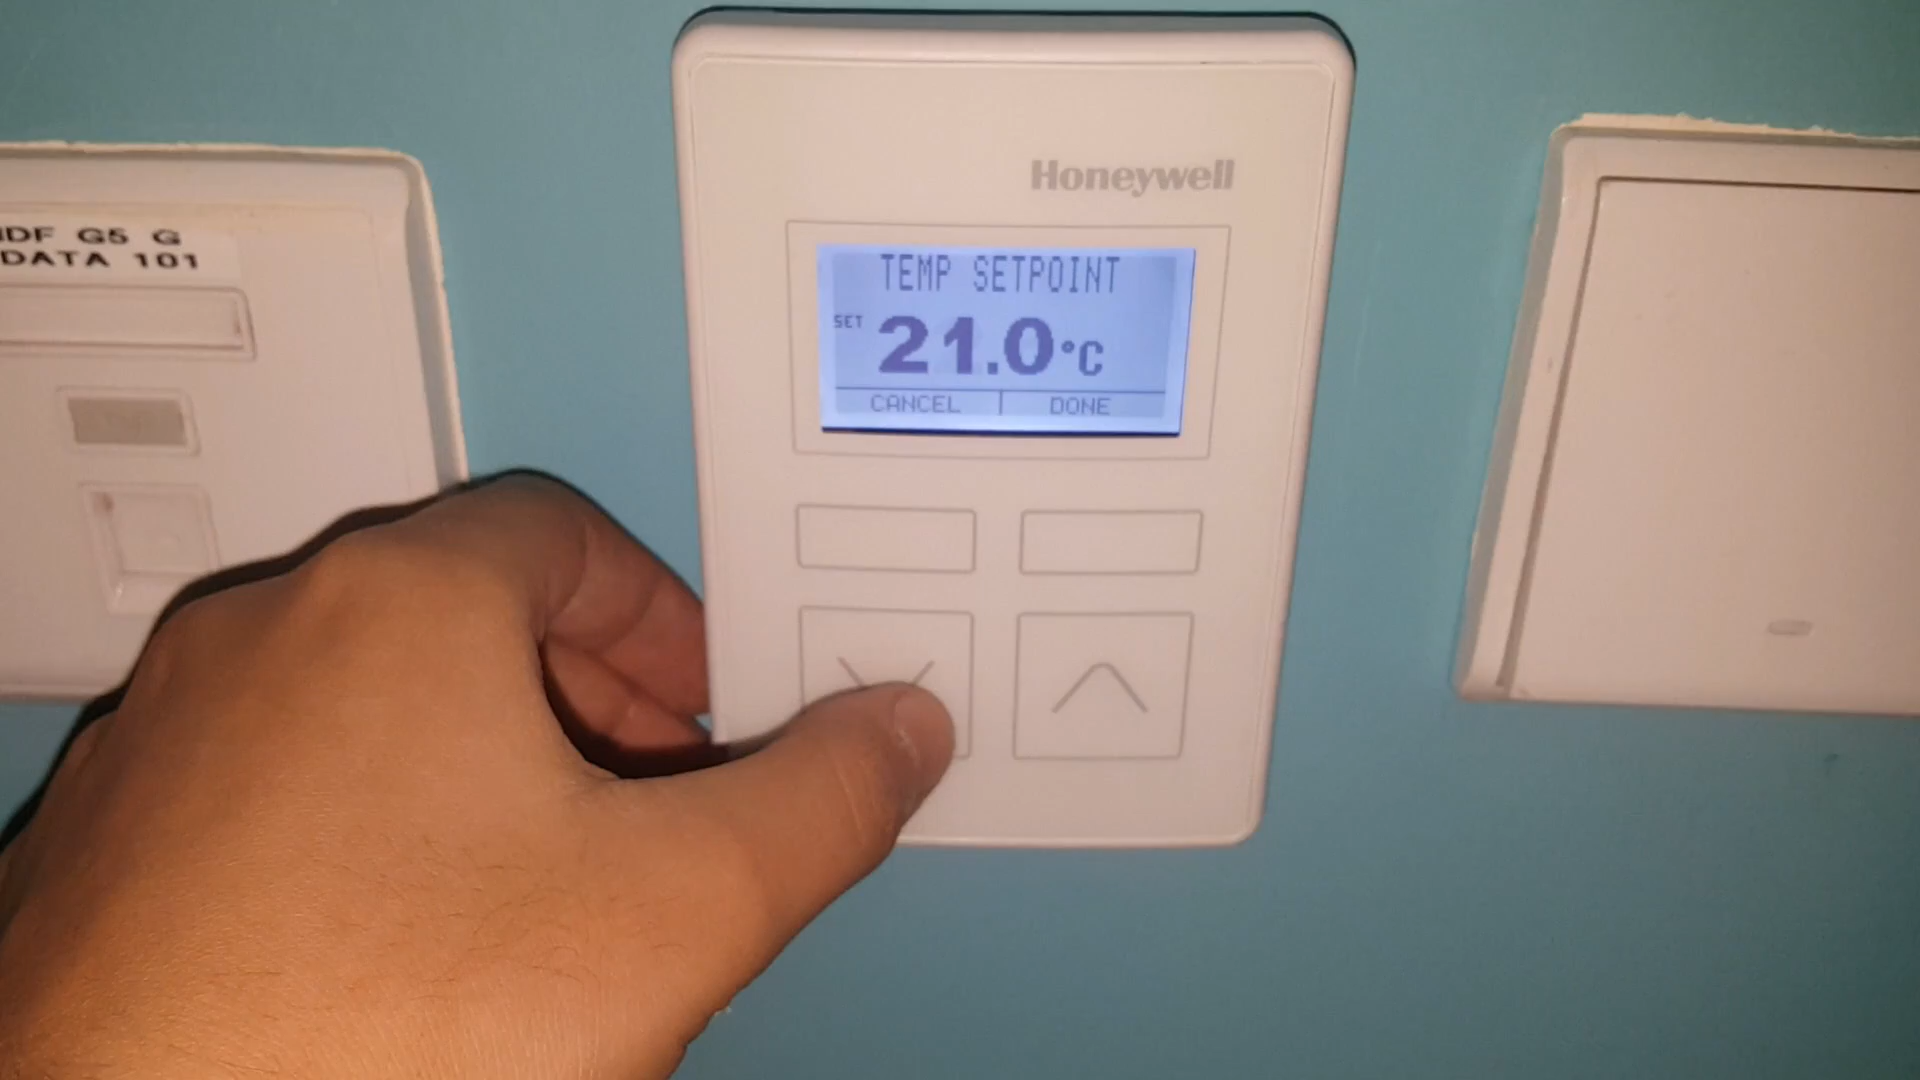 DF G5 G
DATA 101
Honeywell
TEMP SETPOINT
SET 21.0°C
CANCEL DONE